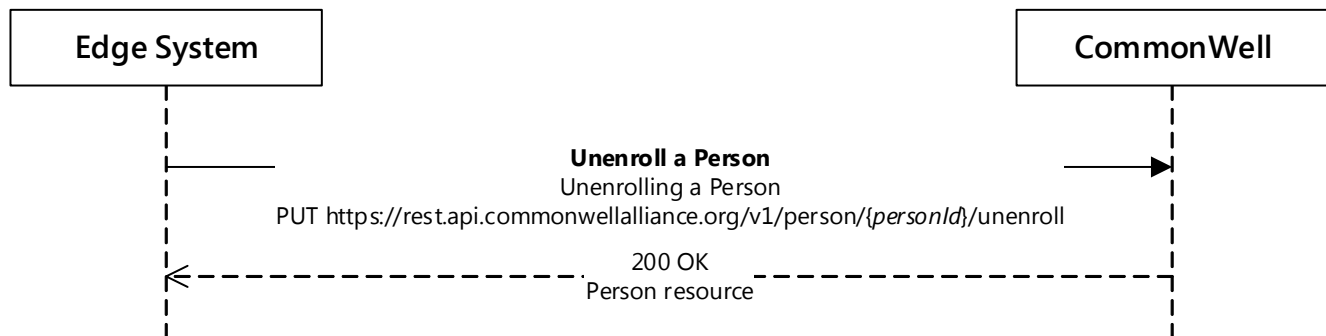 Edge System
CommonWell
Unenroll a Person
Unenrolling a Person
PUT https://rest.api.commonwellalliance.org/v1/person/{personId}/unenroll
200 OK
Person resource